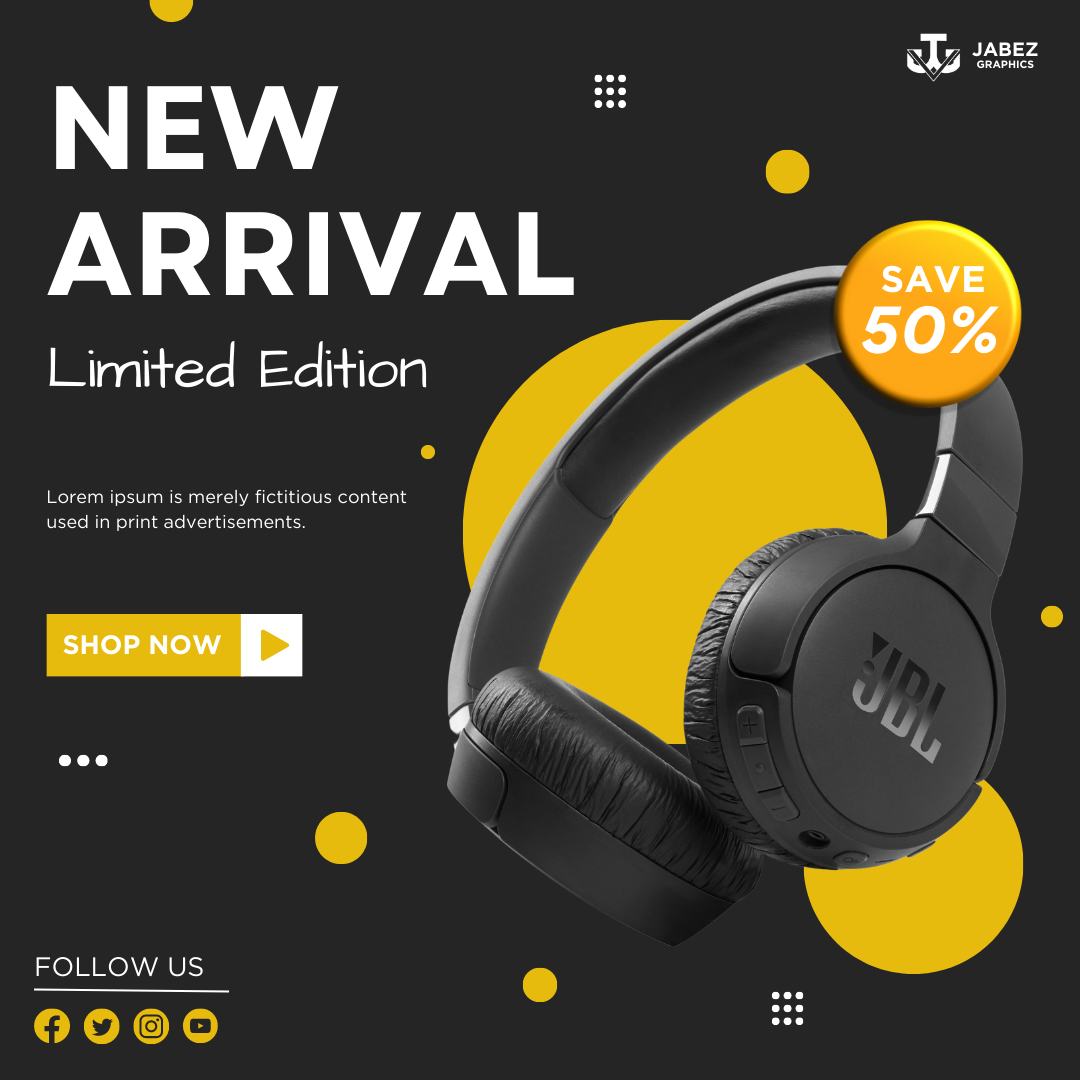 JABEZ
GRAPHICS
NEW
ARRIVAL
SAVE
50%
Limited Edition
Lorem ipsum is merely fictitious content
used in print advertisements.
SHOP NOW
JBL
FOLLOW US